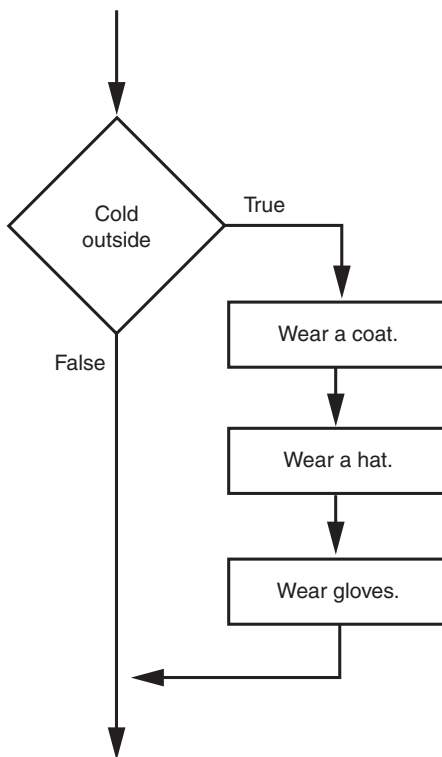 Cold
outside
True
Wear a coat.
False
Wear a hat.
Wear gloves.